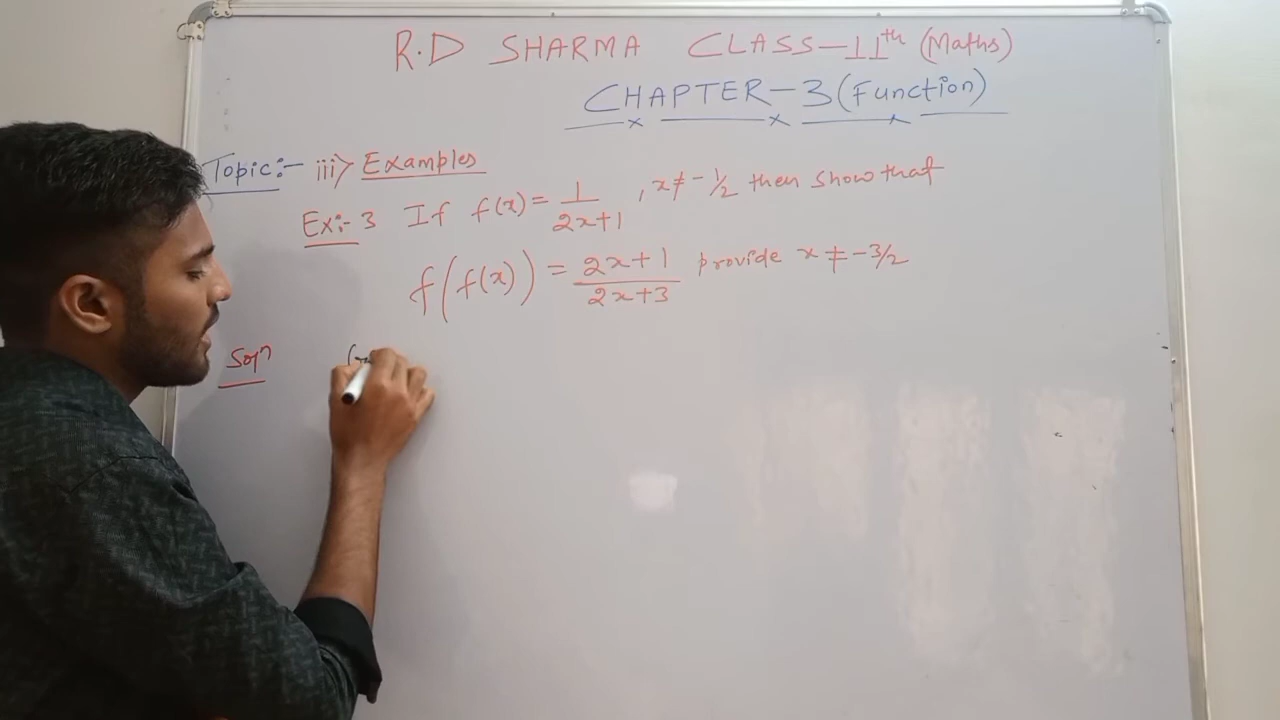 R.D SHARMA CLASS-11th (Maths)
CHAPTER-3 (Function)
Topic:- iii) Examples
Ex:- 3 If f(x) = 1/(2x+1) , x ≠ -1/2 then show that
f(f(x)) = (2x+1)/(2x+3) provide x ≠ -3/2
Solⁿ